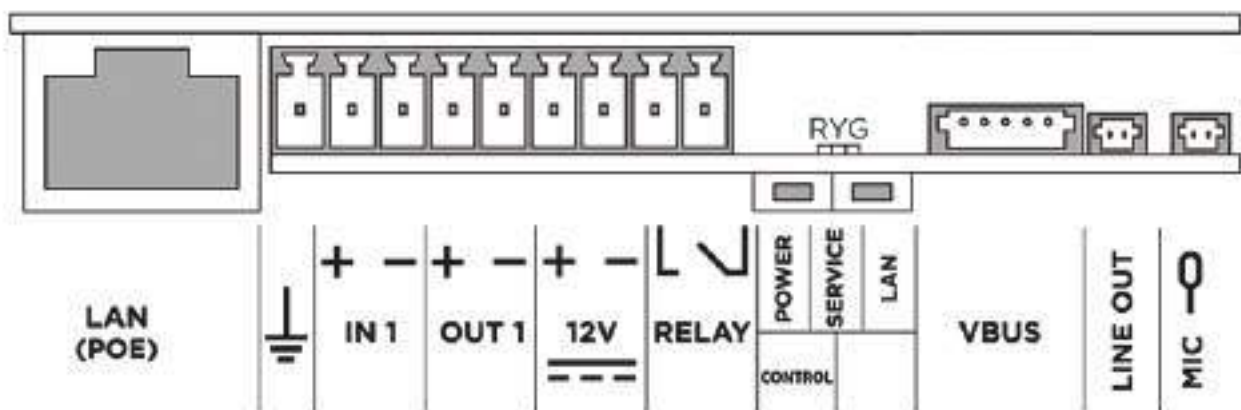 RYG
LAN
(POE)
+ -
IN 1
+ -
OUT 1
+ -
12V
RELAY
POWER
SERVICE
LAN
CONTROL
VBUS
LINE OUT
MIC